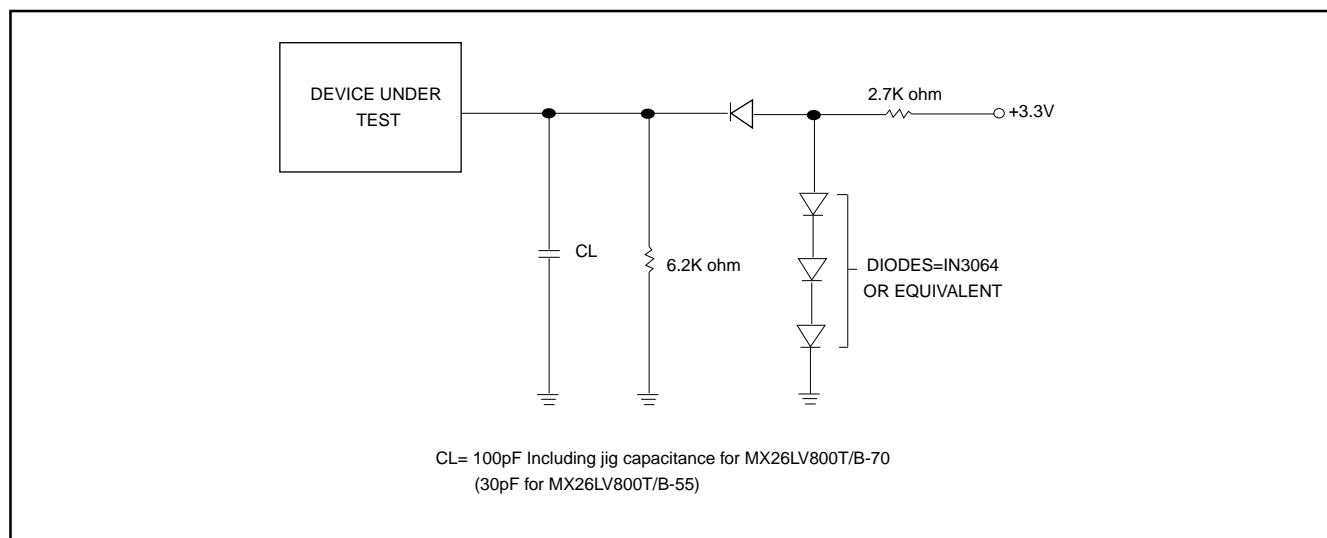 DEVICE UNDER
TEST
2.7K ohm
+3.3V
CL
6.2K ohm
DIODES=IN3064
OR EQUIVALENT
CL= 100pF Including jig capacitance for MX26LV800T/B-70
(30pF for MX26LV800T/B-55)